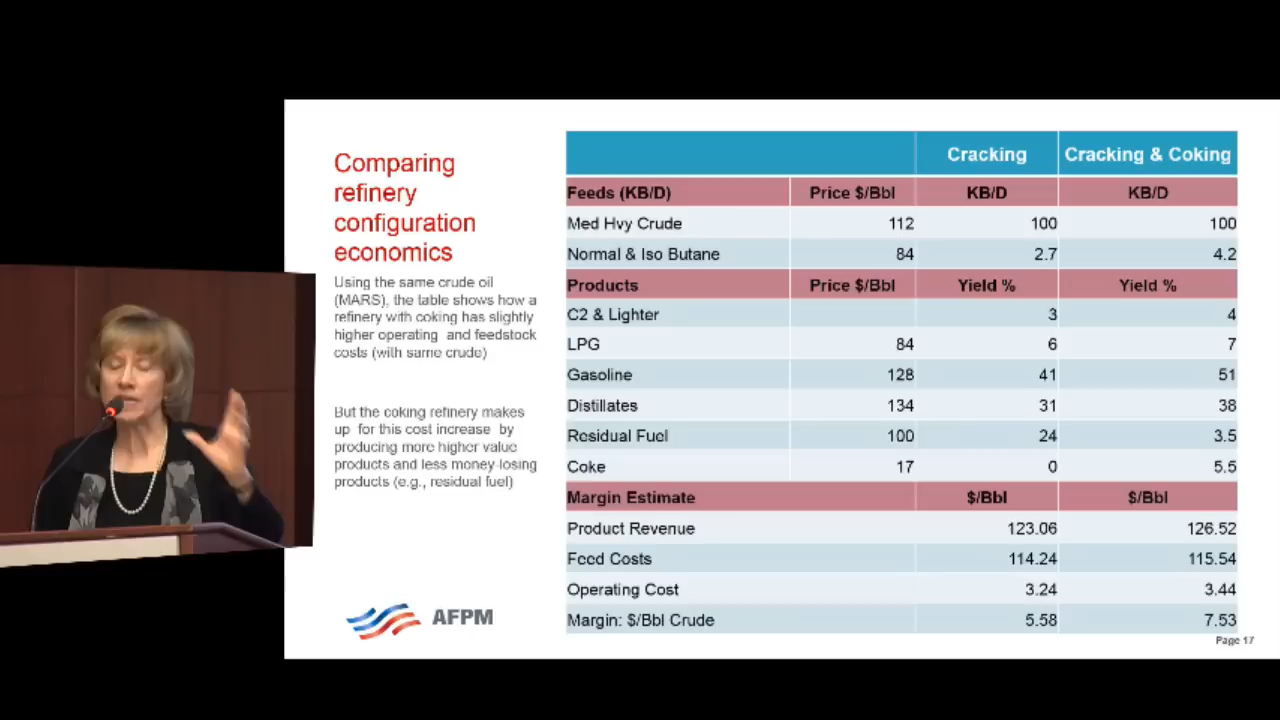 Comparing
refinery
configuration
economics
Using the same crude oil
(MARS), the table shows how a
refinery with coking has slightly
higher operating and feedstock
costs (with same crude)
But the coking refinery makes
up for this cost increase by
producing more higher value
products and less money-losing
products (e.g., residual fuel)
AFPM
Cracking Cracking & Coking
Feeds (KB/D) Price $/Bbl KB/D KB/D
Med Hvy Crude 112 100 100
Normal & Iso Butane 84 2.7 4.2
Products Price $/Bbl Yield % Yield %
C2 & Lighter 3 4
LPG 84 6 7
Gasoline 128 41 51
Distillates 134 31 38
Residual Fuel 100 24 3.5
Coke 17 0 5.5
Margin Estimate $/Bbl $/Bbl
Product Revenue 123.06 126.52
Feed Costs 114.24 115.54
Operating Cost 3.24 3.44
Margin: $/Bbl Crude 5.58 7.53
Page 17